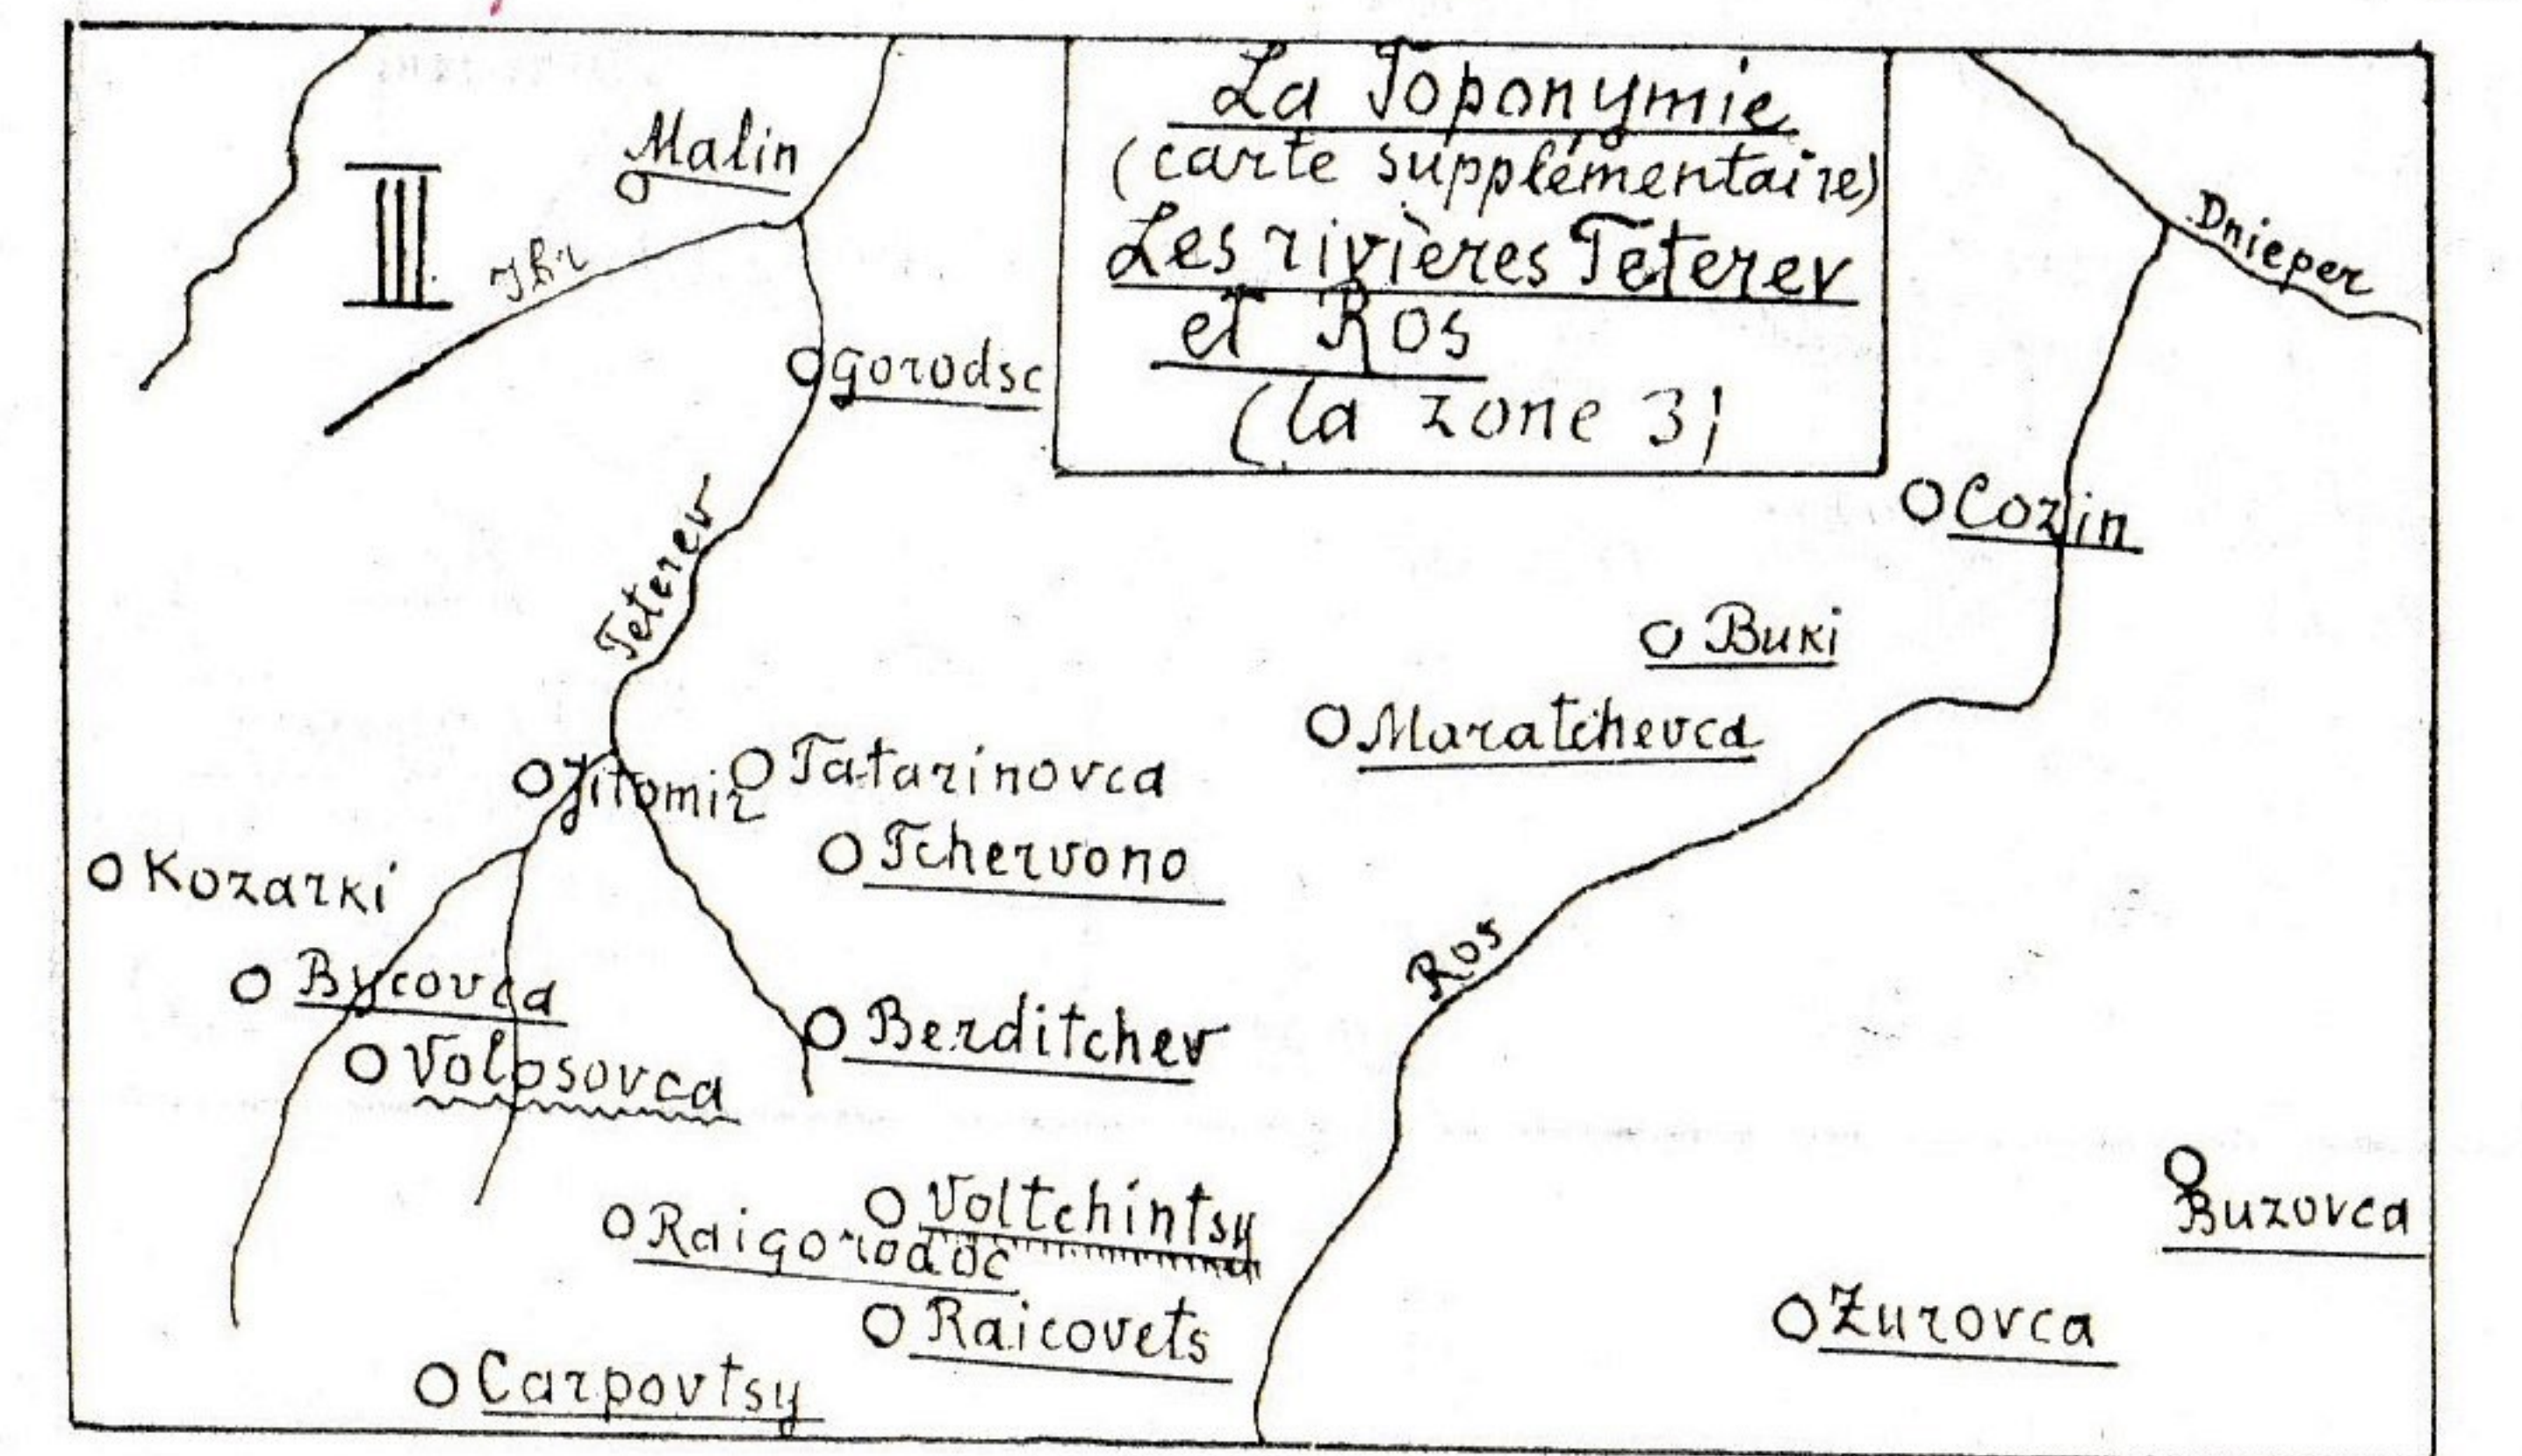 La Toponymie
(carte supplémentaire)
Les rivières Teterev
et Ros
(la zone 3)
III
Malin
Dnieper
Gorodsc
Cozin
Teterev
Buki
Maratchevca
Jitomir
Tatarinovca
Tchervono
Kozarki
Ros
Bycovca
Berditchev
Volosovca
Voltchintsy
Raigorodoc
Buzovca
Raicovets
Zurovca
Carpovtsy